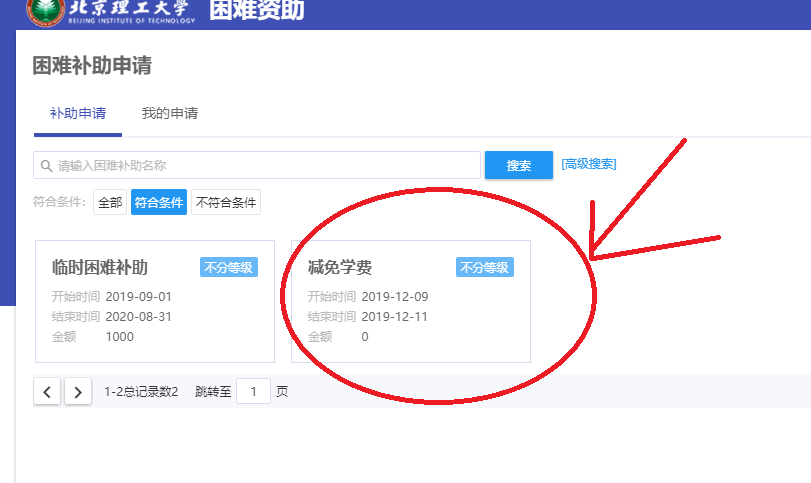 北京理工大学 困难资助
BEIJING INSTITUTE OF TECHNOLOGY
困难补助申请
补助申请 我的申请
请输入困难补助名称 搜索 [高级搜索]
符合条件: 全部 符合条件 不符合条件
临时困难补助 不分等级
开始时间 2019-09-01
结束时间 2020-08-31
金额 1000
减免学费 不分等级
开始时间 2019-12-09
结束时间 2019-12-11
金额 0
1-2总记录数2 跳转至 1 页